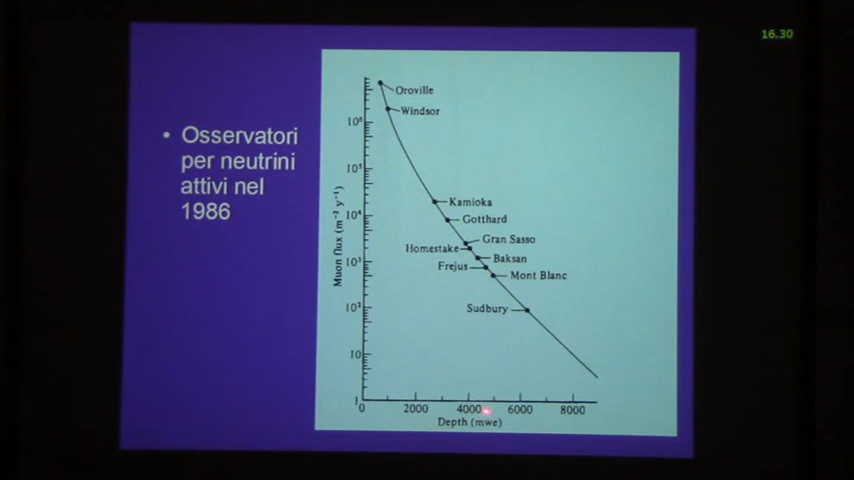 16.30
• Osservatori
per neutrini
attivi nel
1986
Oroville
Windsor
Kamioka
Gotthard
Gran Sasso
Homestake
Baksan
Frejus
Mont Blanc
Sudbury
Muon flux (m⁻² y⁻¹)
10⁶
10⁵
10⁴
10³
10²
10
1
0 2000 4000 6000 8000
Depth (mwe)